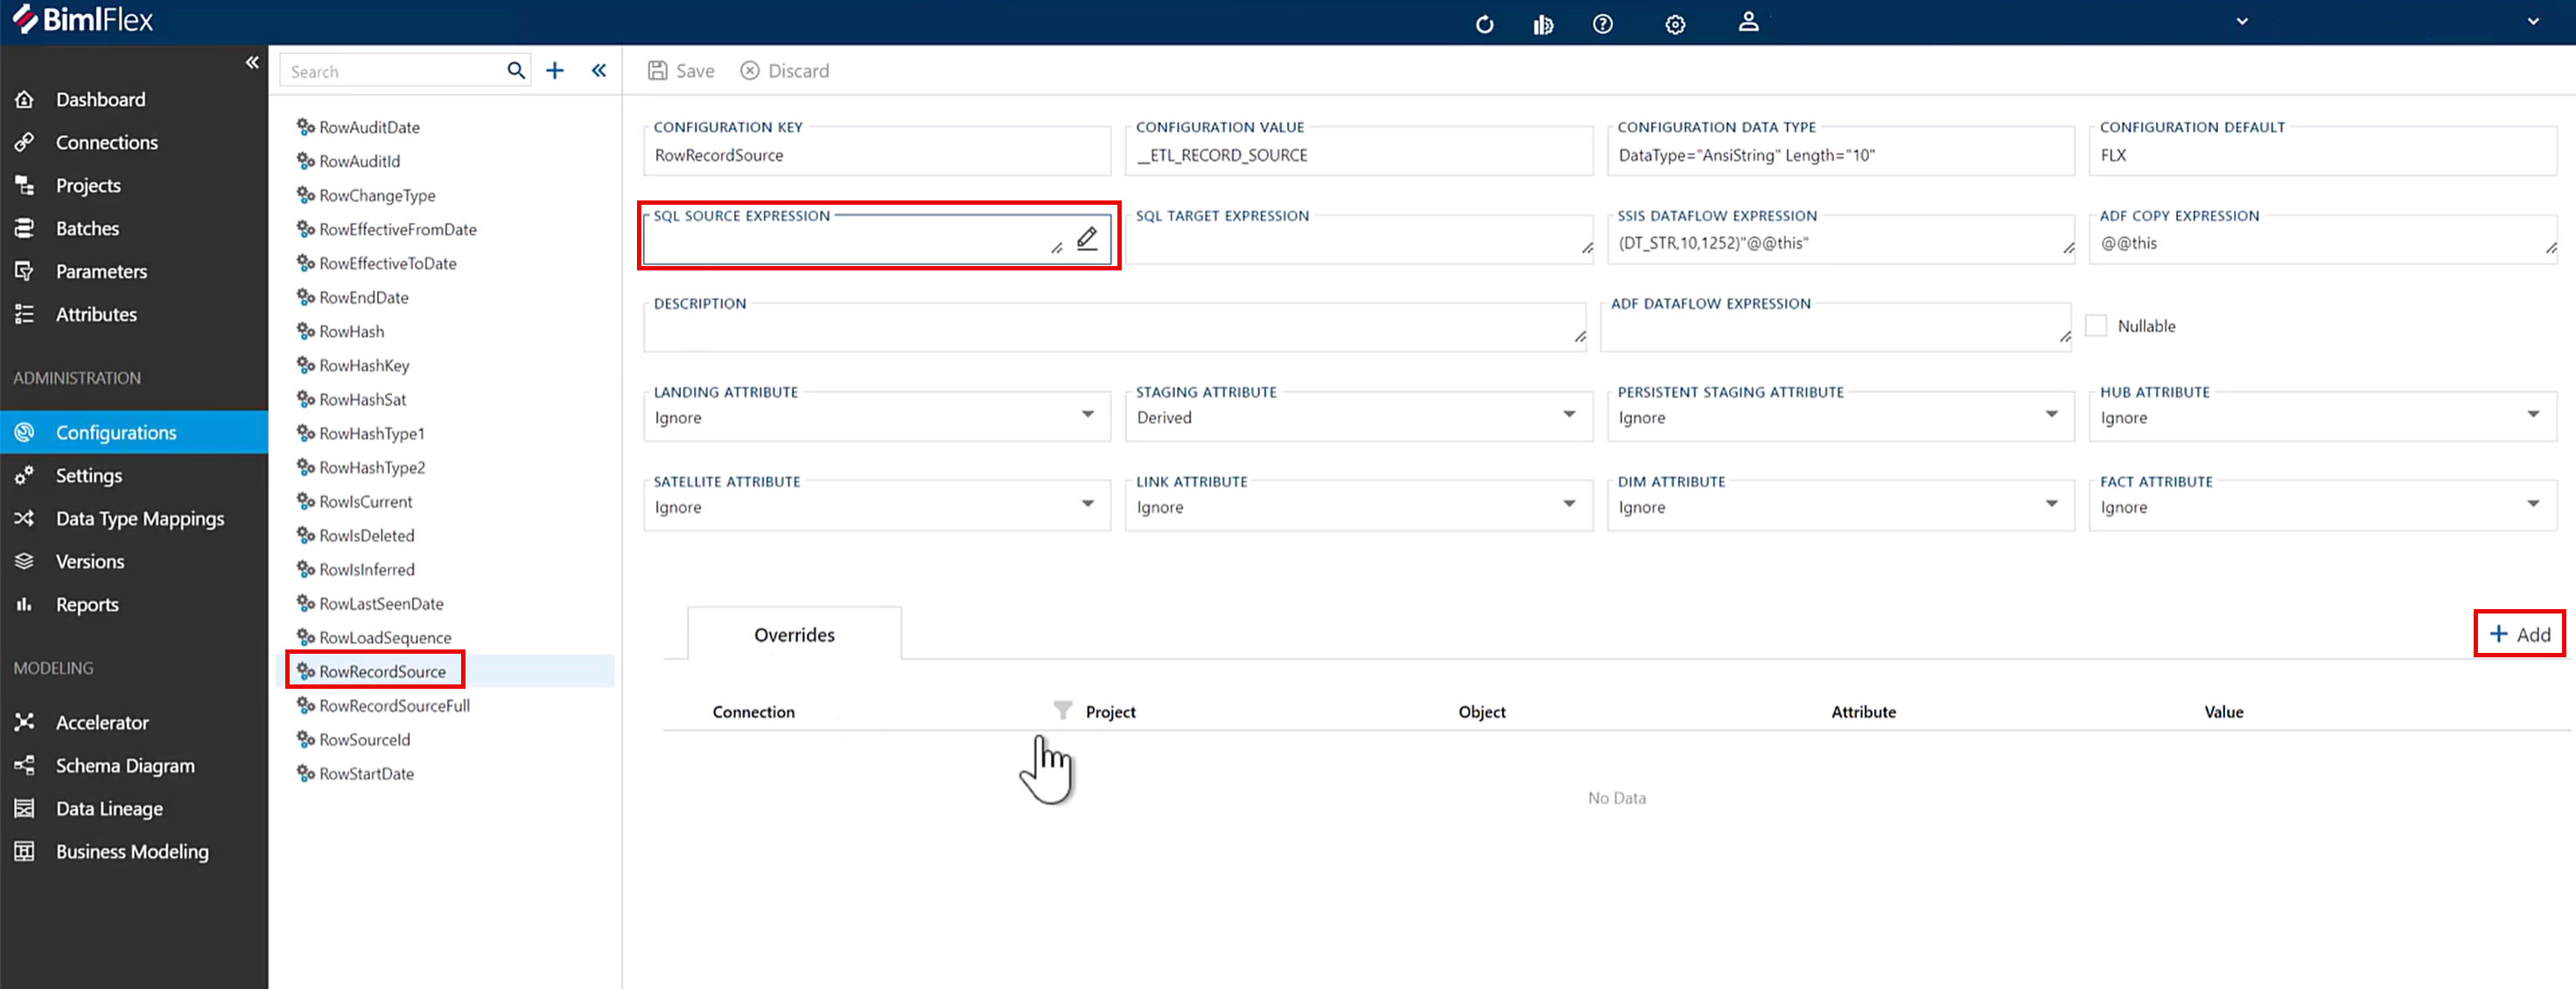 BimlFlex
Dashboard
Connections
Projects
Batches
Parameters
Attributes
ADMINISTRATION
Configurations
Settings
Data Type Mappings
Versions
Reports
MODELING
Accelerator
Schema Diagram
Data Lineage
Business Modeling
Search
RowAuditDate
RowAuditId
RowChangeType
RowEffectiveFromDate
RowEffectiveToDate
RowEndDate
RowHash
RowHashKey
RowHashSat
RowHashType1
RowHashType2
RowIsCurrent
RowIsDeleted
RowIsInferred
RowLastSeenDate
RowLoadSequence
RowRecordSource
RowRecordSourceFull
RowSourceId
RowStartDate
Save Discard
CONFIGURATION KEY CONFIGURATION VALUE CONFIGURATION DATA TYPE CONFIGURATION DEFAULT
RowRecordSource __ETL_RECORD_SOURCE DataType="AnsiString" Length="10" FLX
SQL SOURCE EXPRESSION SQL TARGET EXPRESSION SSIS DATAFLOW EXPRESSION ADF COPY EXPRESSION
(DT_STR,10,1252)"@@this" @@this
DESCRIPTION ADF DATAFLOW EXPRESSION
Nullable
LANDING ATTRIBUTE STAGING ATTRIBUTE PERSISTENT STAGING ATTRIBUTE HUB ATTRIBUTE
Ignore Derived Ignore Ignore
SATELLITE ATTRIBUTE LINK ATTRIBUTE DIM ATTRIBUTE FACT ATTRIBUTE
Ignore Ignore Ignore Ignore
Overrides Add
Connection Project Object Attribute Value
No Data